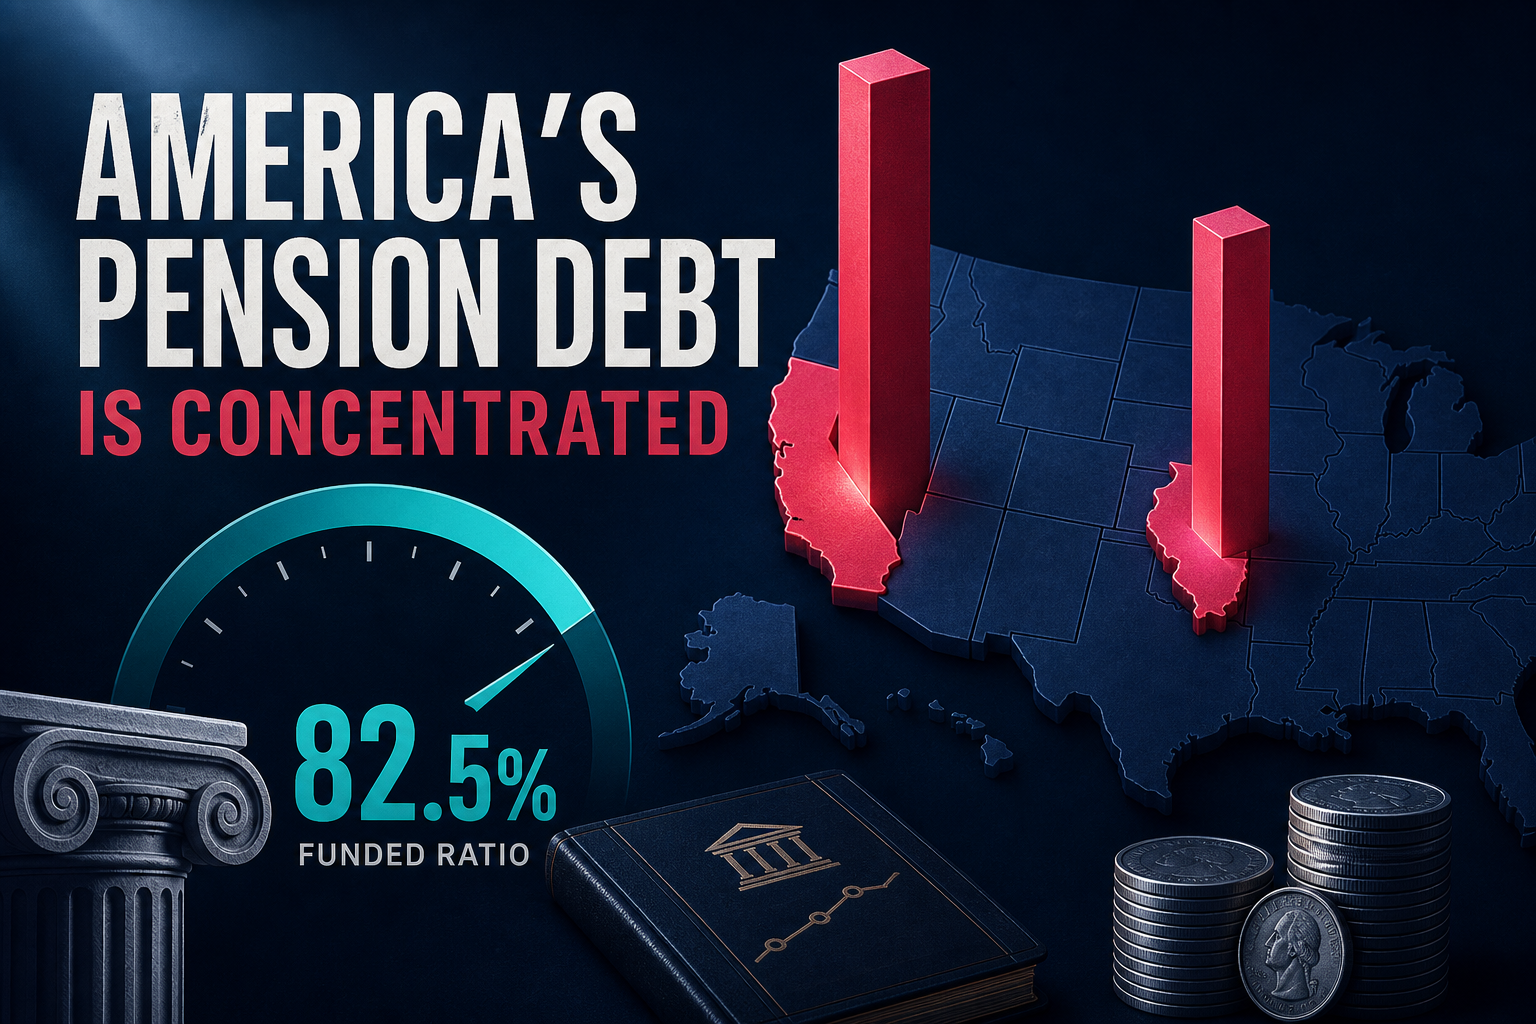 AMERICA'S
PENSION DEBT
IS CONCENTRATED
82.5%
FUNDED RATIO